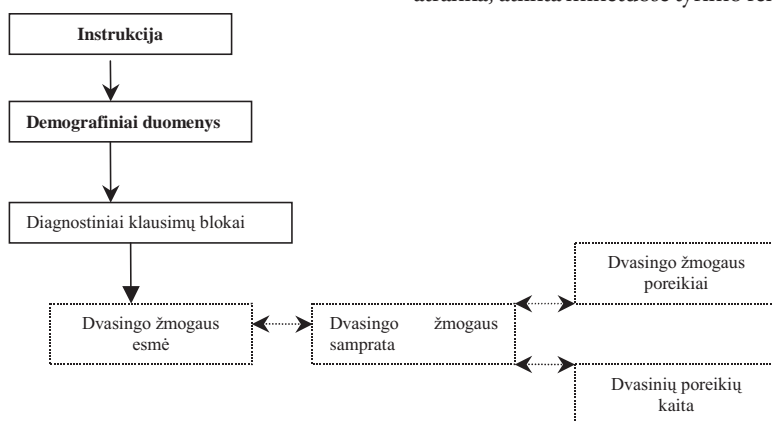 Instrukcija
Demografiniai duomenys
Diagnostiniai klausimų blokai
Dvasingo žmogaus
esmė
Dvasingo žmogaus
samprata
Dvasingo žmogaus
poreikiai
Dvasinių poreikių
kaita